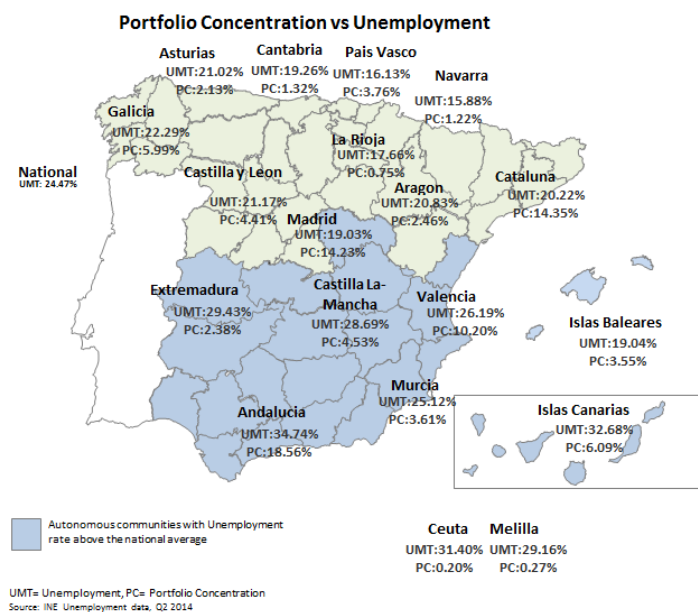 Portfolio Concentration vs Unemployment
Asturias
UMT:21.02%
PC:2.13%
Cantabria
UMT:19.26%
PC:1.32%
Pais Vasco
UMT:16.13%
PC:3.76%
Navarra
UMT:15.88%
PC:1.22%
Galicia
UMT:22.29%
PC:5.99%
La Rioja
UMT:17.66%
PC:0.75%
National
UMT: 24.47%
Castilla y Leon
UMT:21.17%
PC:4.41%
Aragon
UMT:20.83%
PC:2.46%
Cataluna
UMT:20.22%
PC:14.35%
Madrid
UMT:19.03%
PC:14.23%
Extremadura
UMT:29.43%
PC:2.38%
Castilla La-
Mancha
UMT:28.69%
PC:4.53%
Valencia
UMT:26.19%
PC:10.20%
Islas Baleares
UMT:19.04%
PC:3.55%
Murcia
UMT:25.12%
PC:3.61%
Andalucia
UMT:34.74%
PC:18.56%
Islas Canarias
UMT:32.68%
PC:6.09%
Autonomous communities with Unemployment
rate above the national average
Ceuta
UMT:31.40%
PC:0.20%
Melilla
UMT:29.16%
PC:0.27%
UMT= Unemployment, PC= Portfolio Concentration
Source: INE Unemployment data, Q2 2014